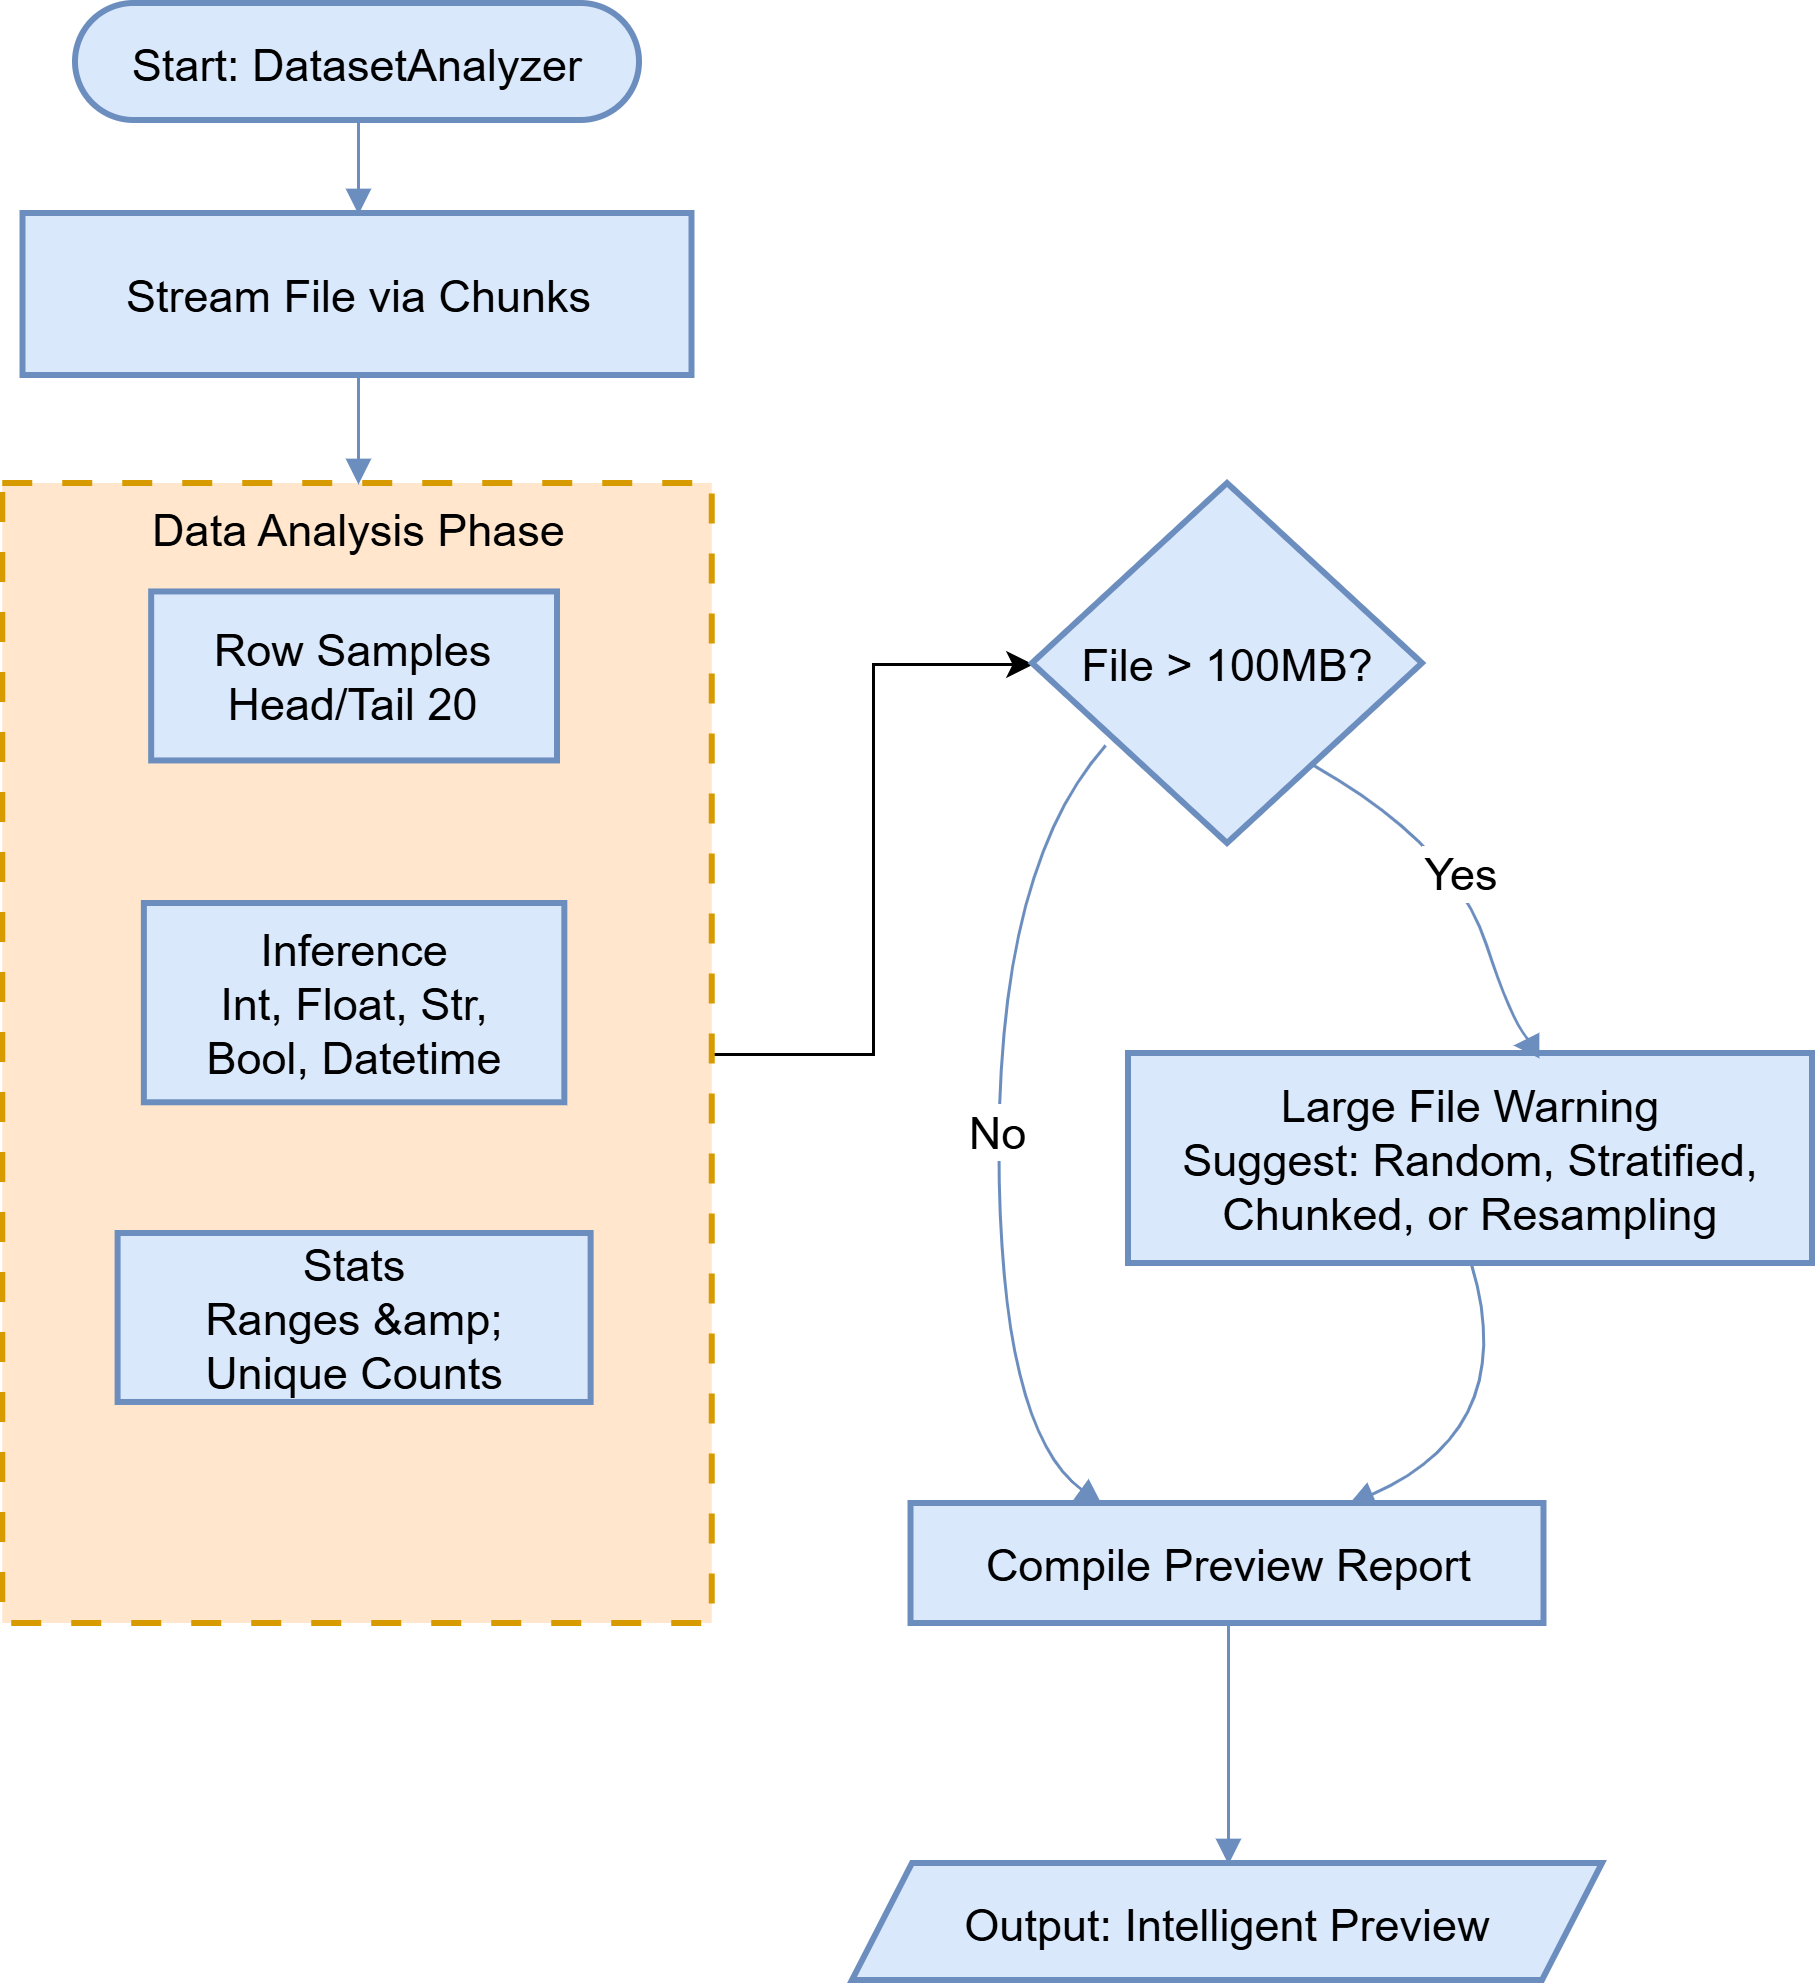 Start: DatasetAnalyzer
Stream File via Chunks
Data Analysis Phase
Row Samples
Head/Tail 20
Inference
Int, Float, Str,
Bool, Datetime
Stats
Ranges &amp;amp;
Unique Counts
File > 100MB?
Yes
No
Large File Warning
Suggest: Random, Stratified,
Chunked, or Resampling
Compile Preview Report
Output: Intelligent Preview